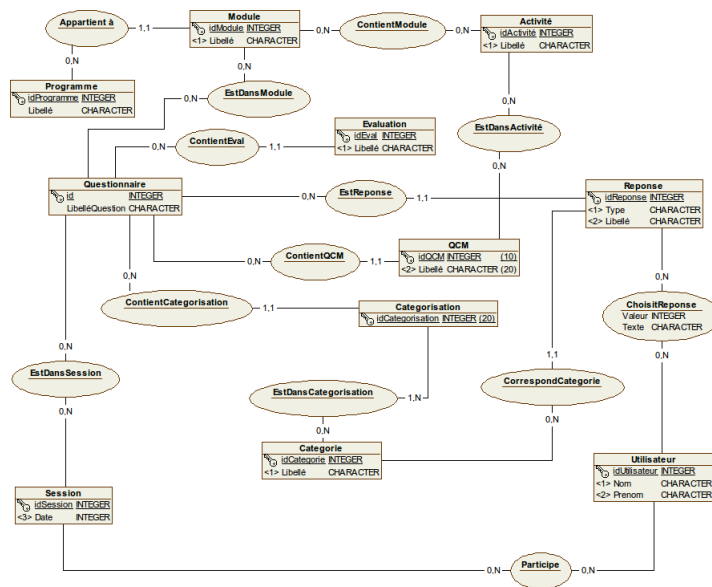 Appartient à
1,1
Module
idModule INTEGER
<1> Libellé CHARACTER
0,N
ContientModule
0,N
Activité
idActivité INTEGER
<1> Libellé CHARACTER
0,N
Programme
idProgramme INTEGER
Libellé CHARACTER
0,N
0,N
EstDansModule
0,N
EstDansActivité
0,N
ContientEval
0,N
1,1
Evaluation
idEval INTEGER
<1> Libellé CHARACTER
Questionnaire
id INTEGER
LibelléQuestion CHARACTER
0,N
EstReponse
1,1
Reponse
idReponse INTEGER
<1> Type CHARACTER
<2> Libellé CHARACTER
0,N
ContientQCM
0,N
1,1
QCM
idQCM INTEGER (10)
<2> Libellé CHARACTER (20)
0,N
ContientCategorisation
1,1
Categorisation
idCategorisation INTEGER (20)
0,N
ChoisitReponse
Valeur INTEGER
Texte CHARACTER
0,N
0,N
EstDansSession
0,N
EstDansCategorisation
1,N
0,N
1,1
CorrespondCategorie
0,N
Categorie
idCategorie INTEGER
<1> Libellé CHARACTER
Utilisateur
idUtilisateur INTEGER
<1> Nom CHARACTER
<2> Prenom CHARACTER
Session
idSession INTEGER
<3> Date INTEGER
0,N
Participe
0,N